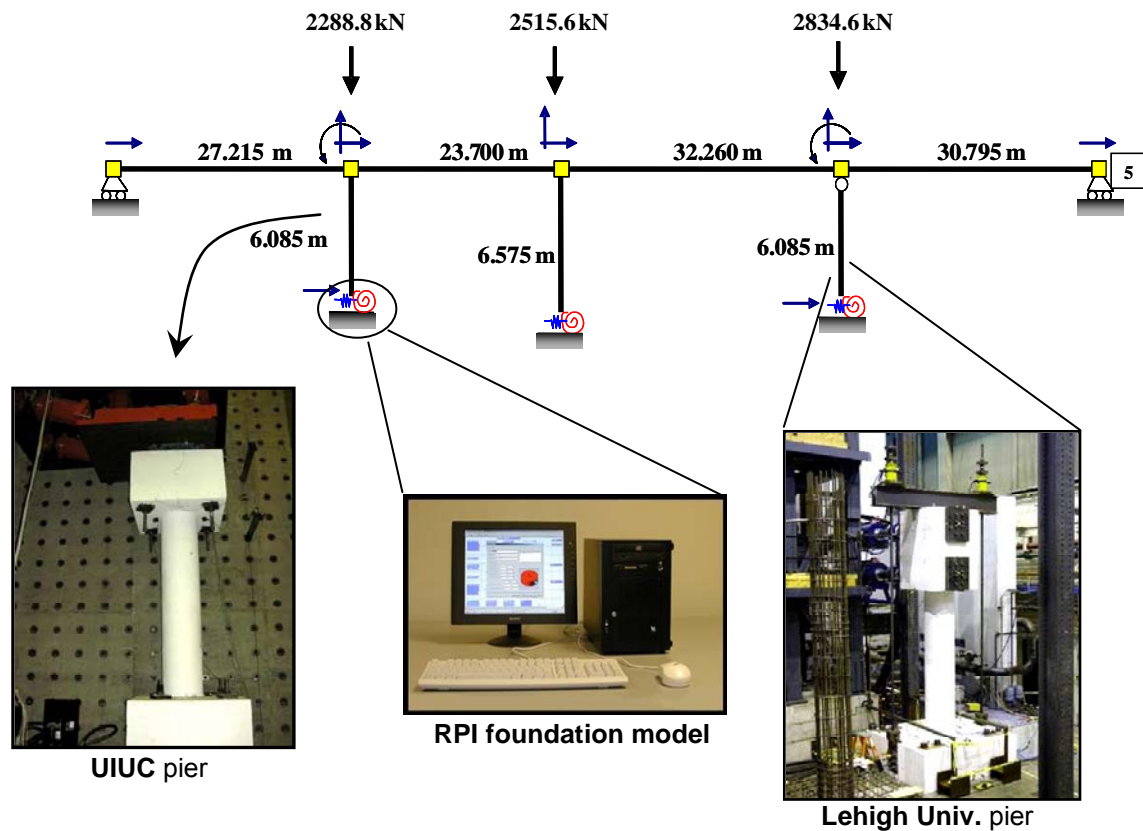 2288.8 kN
2515.6 kN
2834.6 kN
27.215 m
23.700 m
32.260 m
30.795 m
5
6.085 m
6.575 m
6.085 m
UIUC pier
RPI foundation model
Lehigh Univ. pier